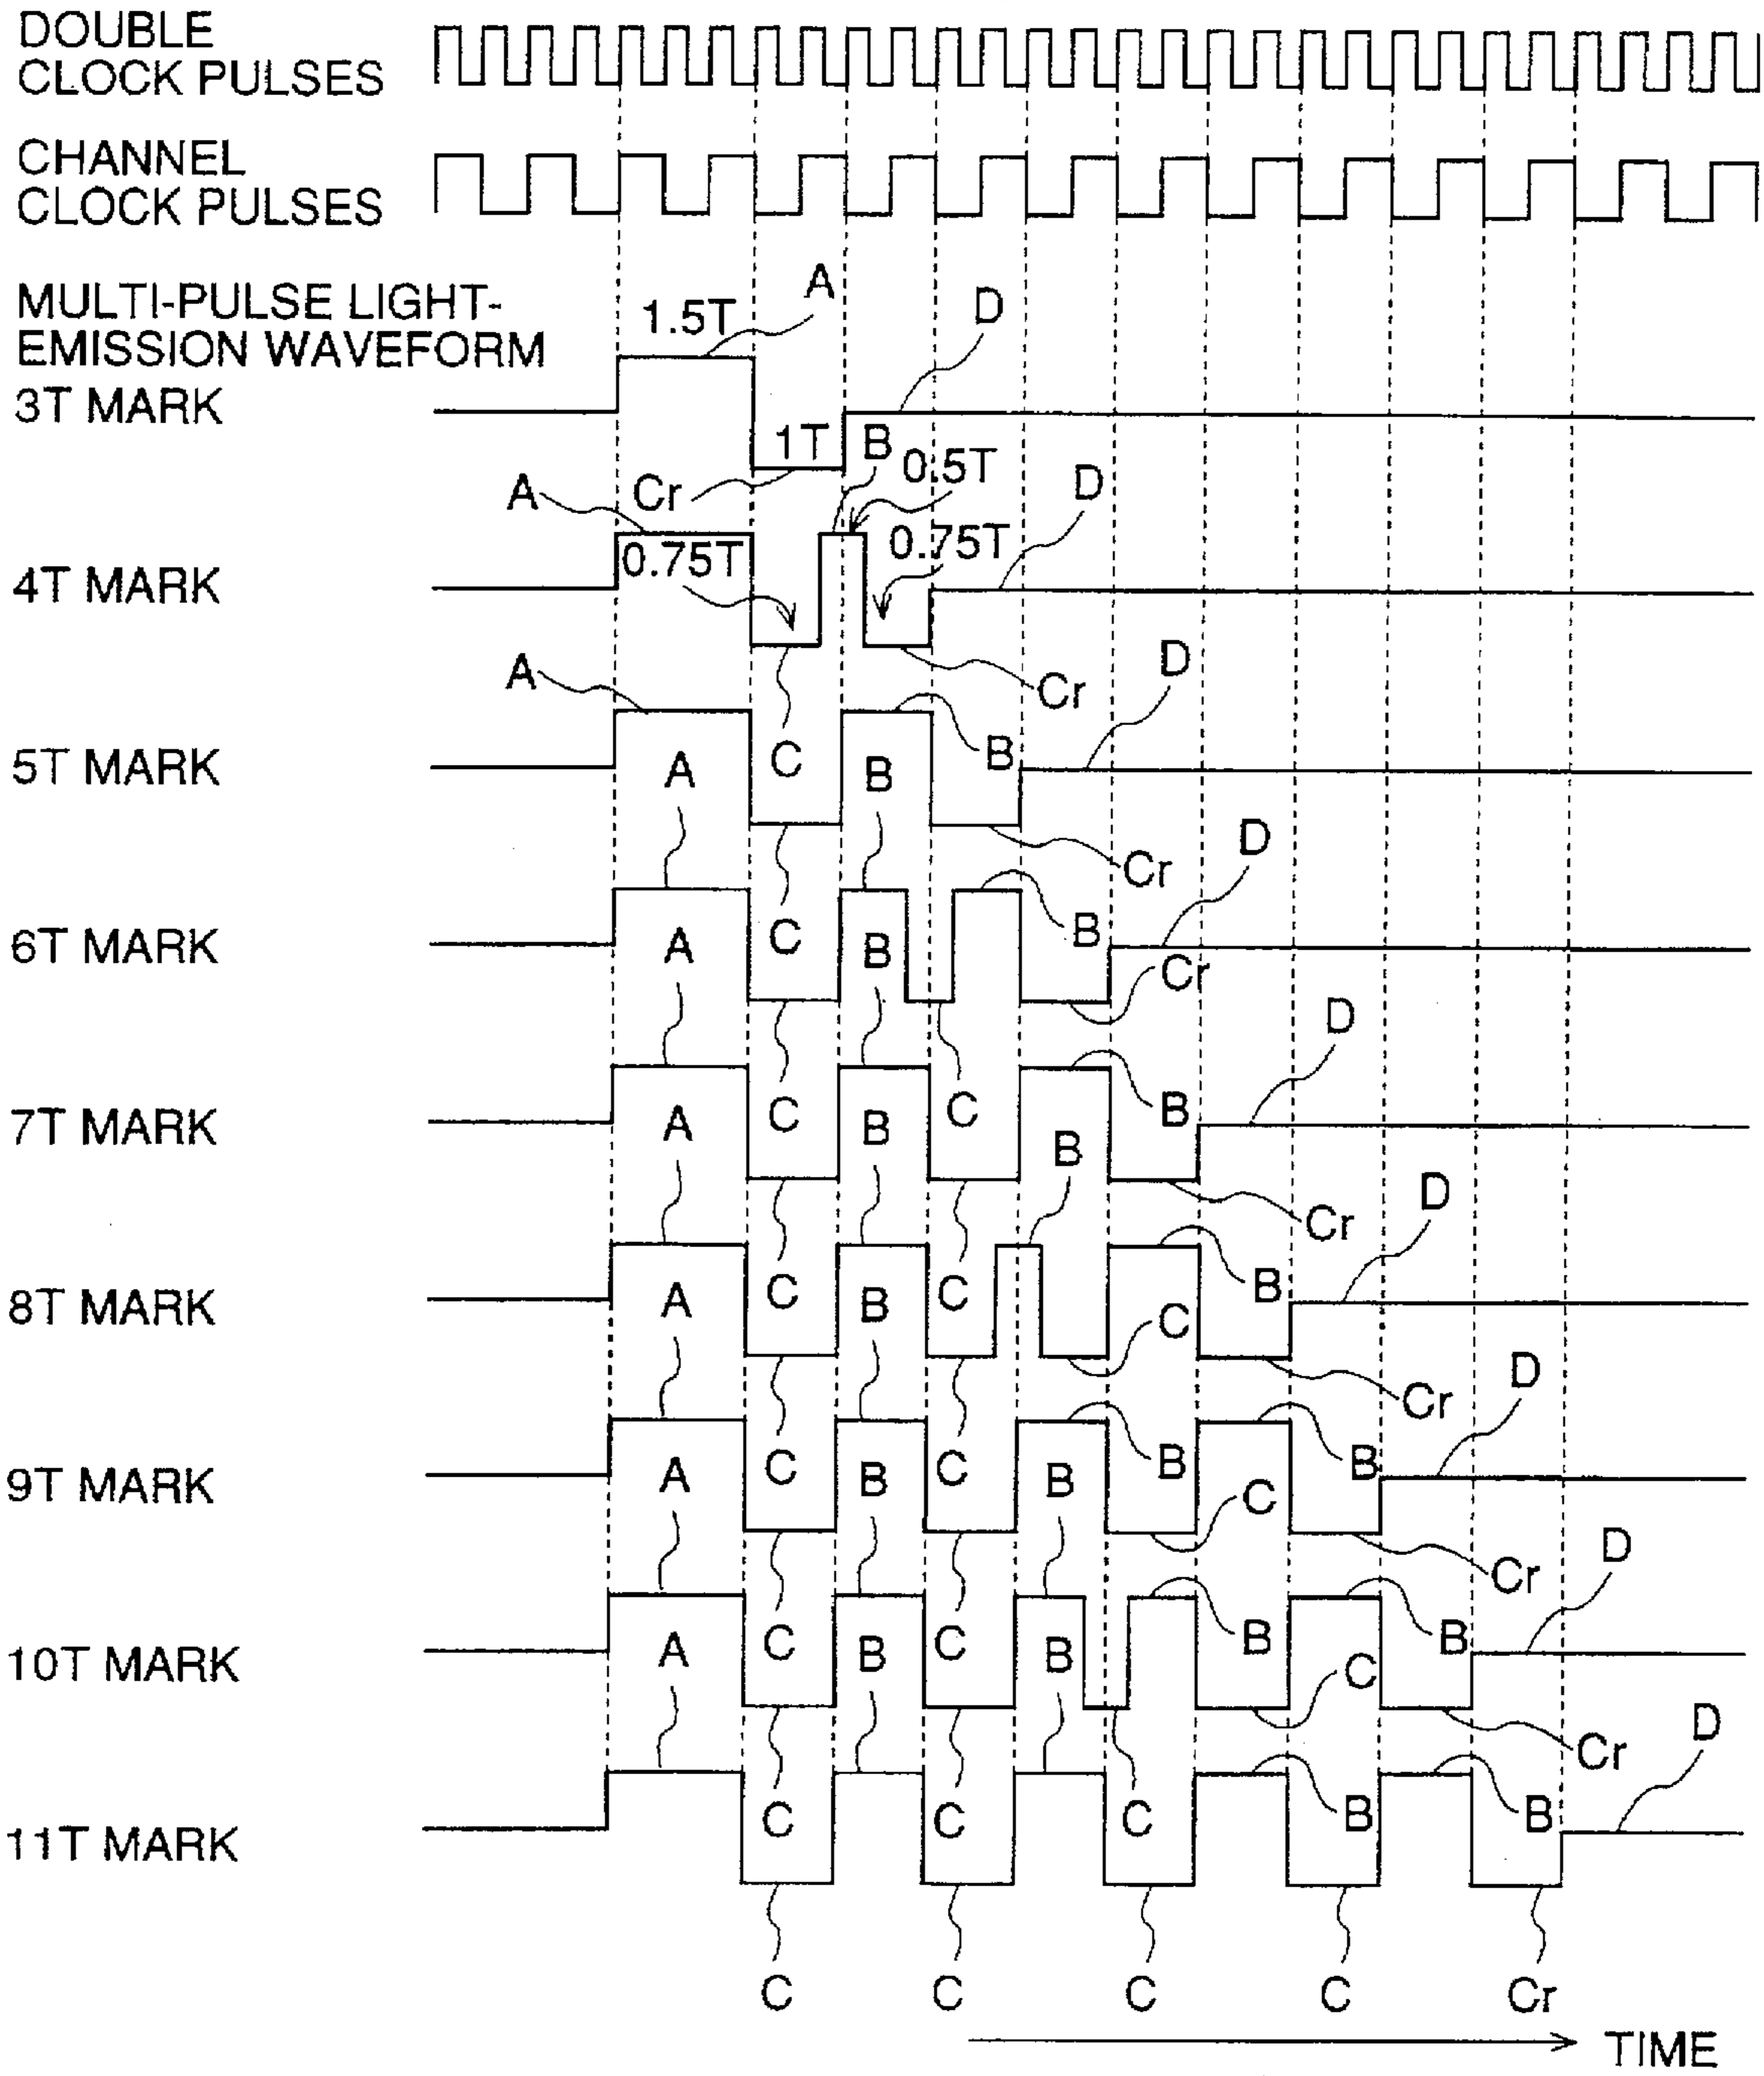 DOUBLE
CLOCK PULSES
CHANNEL
CLOCK PULSES
MULTI-PULSE LIGHT-
EMISSION WAVEFORM
1.5T
A
D
3T MARK
1T
B
0.5T
Cr
A
D
0.75T
0.75T
4T MARK
A
Cr
D
5T MARK
A
C
B
B
Cr
D
6T MARK
A
C
B
B
Cr
D
7T MARK
A
C
B
C
B
B
Cr
D
8T MARK
A
C
B
C
C
B
Cr
D
9T MARK
A
C
B
C
B
B
C
B
Cr
D
10T MARK
A
C
B
C
B
B
C
B
Cr
D
11T MARK
C
C
C
B
B
C
C
C
C
Cr
TIME